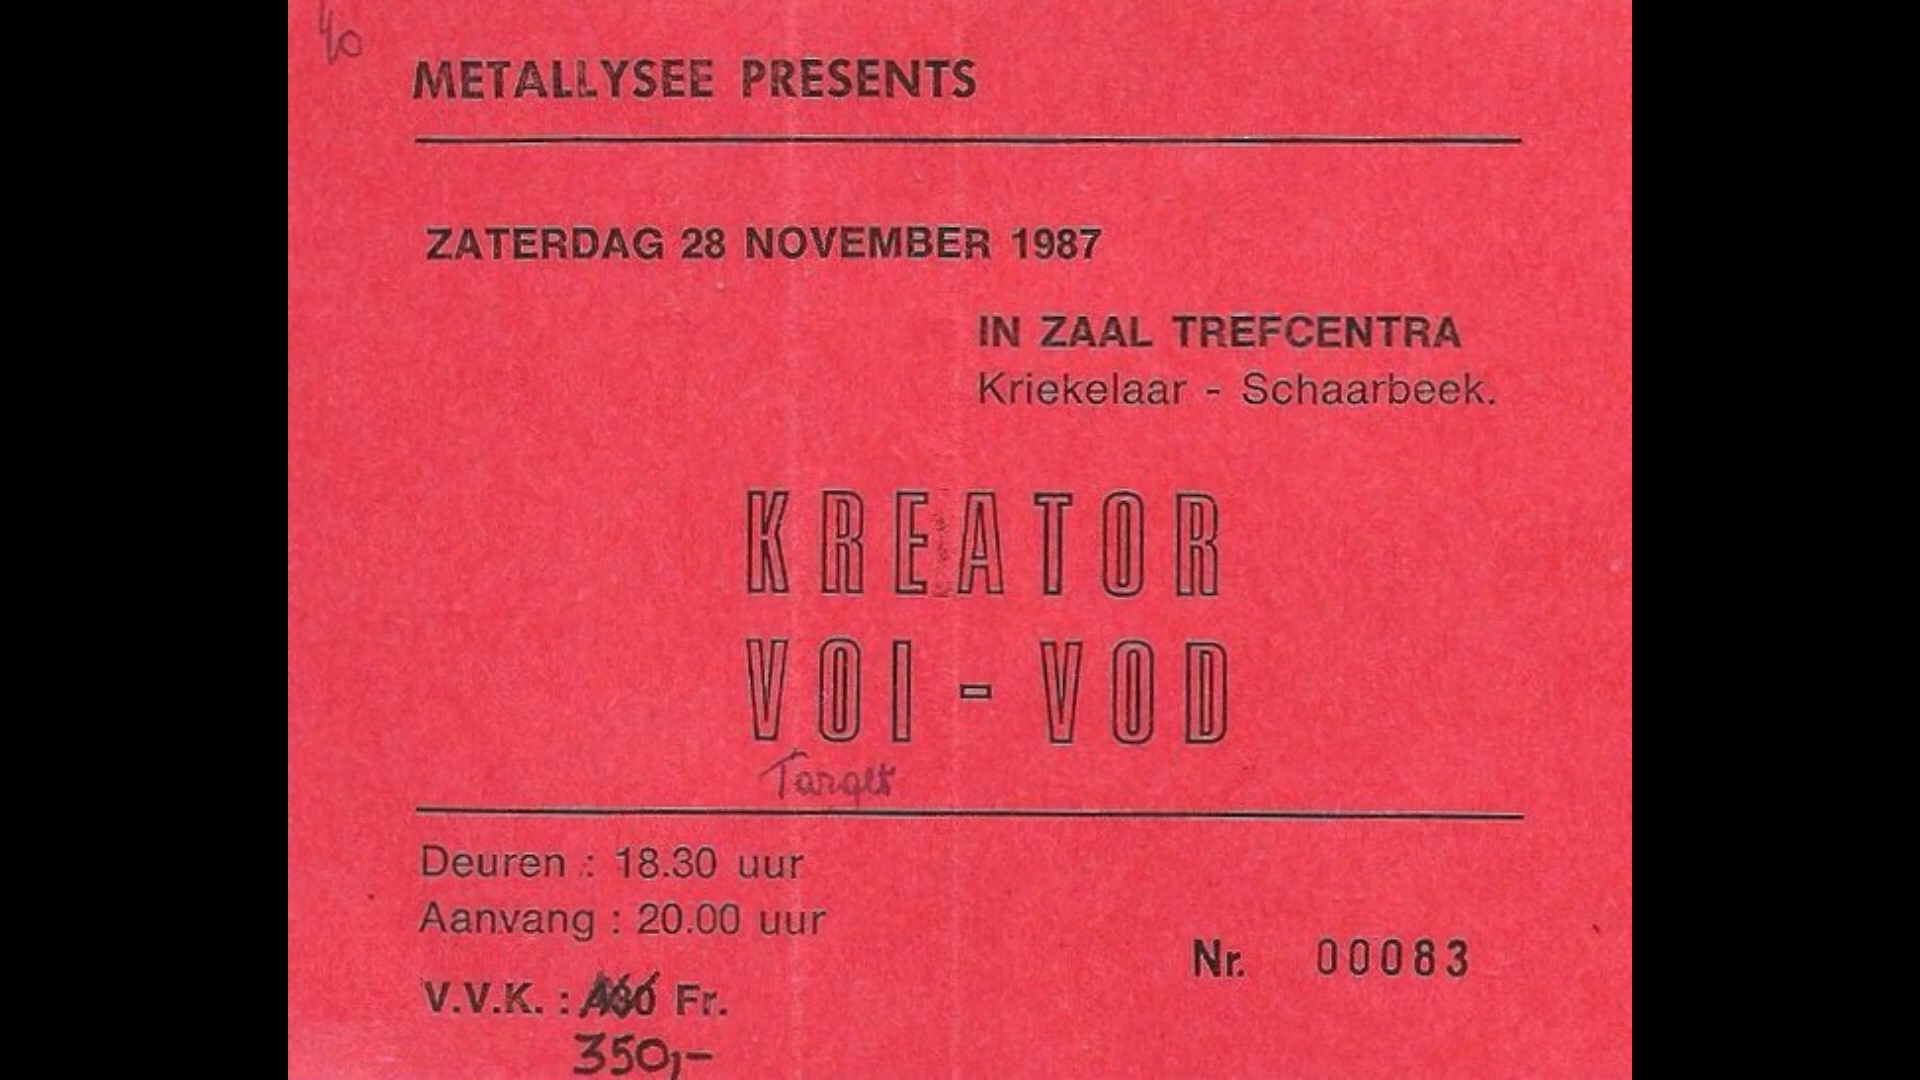 40
METALLYSEE PRESENTS
ZATERDAG 28 NOVEMBER 1987
IN ZAAL TREFCENTRA
Kriekelaar - Schaarbeek.
KREATOR
VOI-VOD
Target
Deuren : 18.30 uur
Aanvang : 20.00 uur
Nr. 00083
V.V.K. : Fr.
350,-